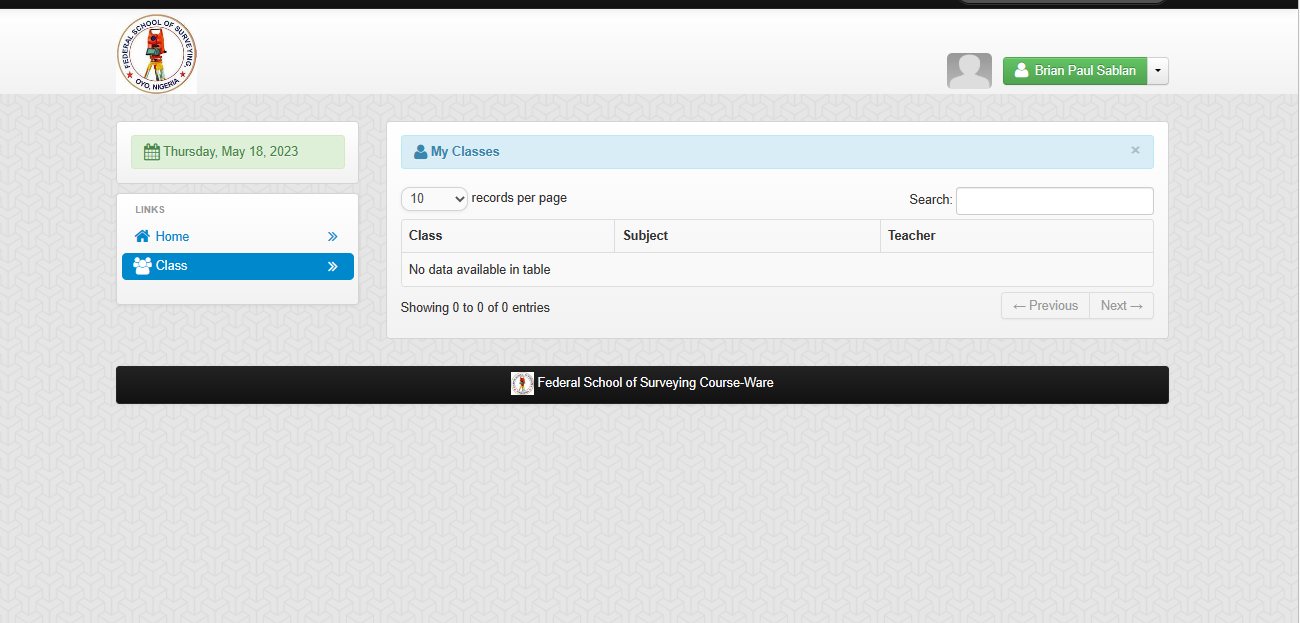 FEDERAL SCHOOL OF SURVEYING,
OYO, NIGERIA
Brian Paul Sablan
Thursday, May 18, 2023
LINKS
Home
Class
My Classes
×
10 records per page
Search:
Class Subject Teacher
No data available in table
Showing 0 to 0 of 0 entries
← Previous Next →
Federal School of Surveying Course-Ware